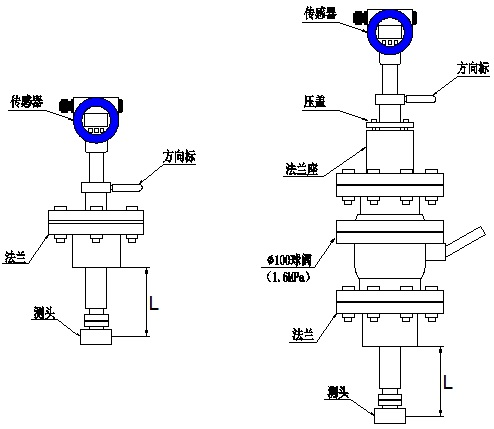 传感器
方向标
法兰
L
测头
传感器
方向标
压盖
法兰座
Φ100球阀
(1.6MPa)
法兰
L
测头